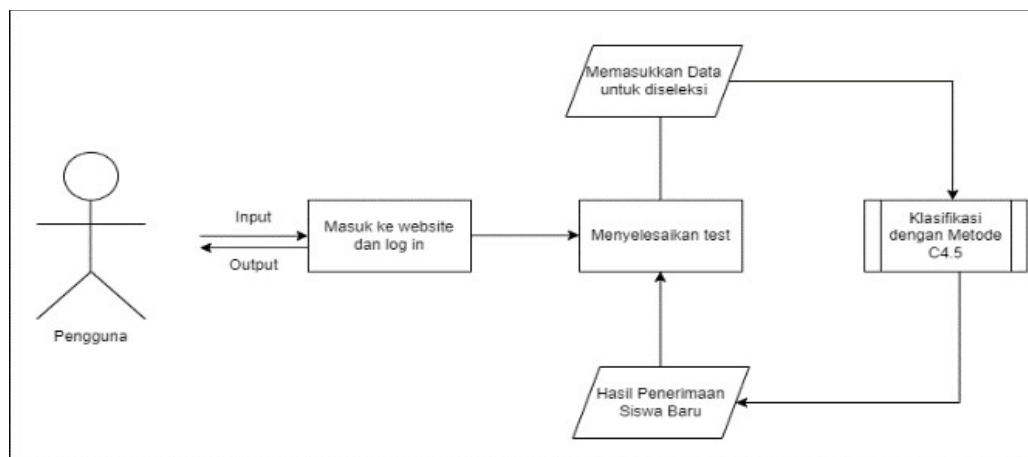 Memasukkan Data
untuk diseleksi
Input
Output
Masuk ke website
dan log in
Menyelesaikan test
Klasifikasi
dengan Metode
C4.5
Pengguna
Hasil Penerimaan
Siswa Baru